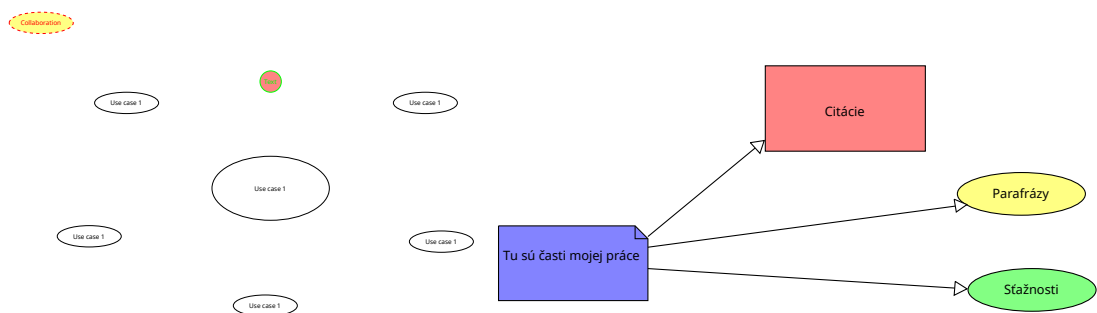 Collaboration
Use case 1
Use case 1
Citácie
Use case 1
Parafrázy
Use case 1
Use case 1
Tu sú časti mojej práce
Sťažnosti
Use case 1